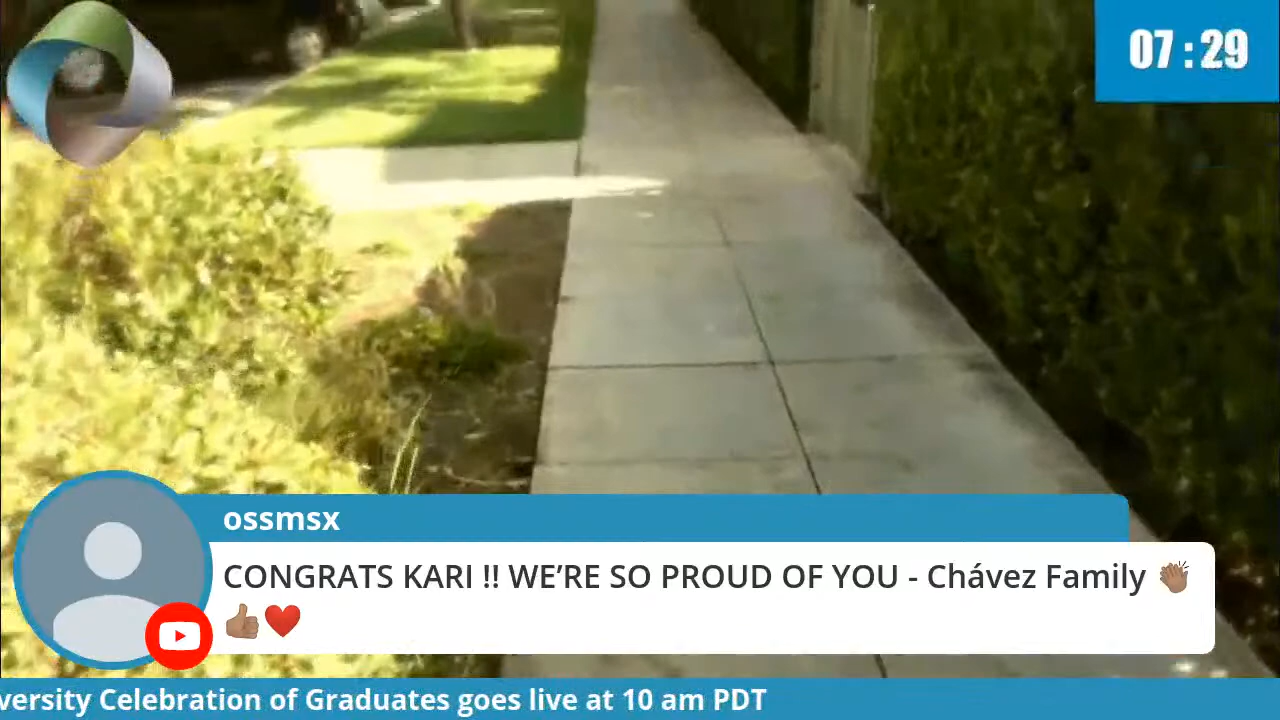 07 : 29
ossmsx
CONGRATS KARI !! WE’RE SO PROUD OF YOU - Chávez Family 👏🏽
👍🏽❤️
versity Celebration of Graduates goes live at 10 am PDT